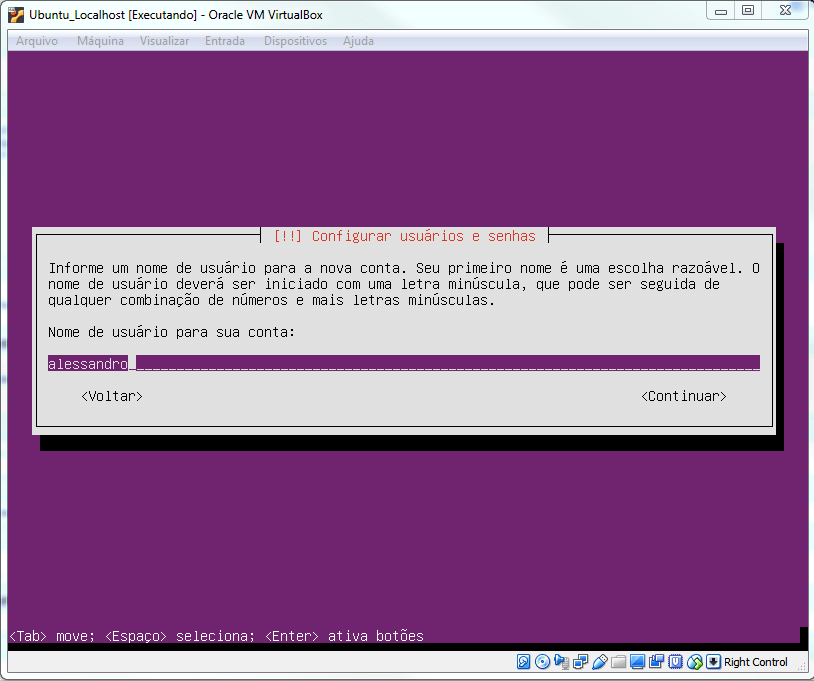 Ubuntu_Localhost [Executando] - Oracle VM VirtualBox
Arquivo Máquina Visualizar Entrada Dispositivos Ajuda
[!!] Configurar usuários e senhas
Informe um nome de usuário para a nova conta. Seu primeiro nome é uma escolha razoável. O
nome de usuário deverá ser iniciado com uma letra minúscula, que pode ser seguida de
qualquer combinação de números e mais letras minúsculas.
Nome de usuário para sua conta:
alessandro
<Voltar> <Continuar>
<Tab> move; <Espaço> seleciona; <Enter> ativa botões
Right Control